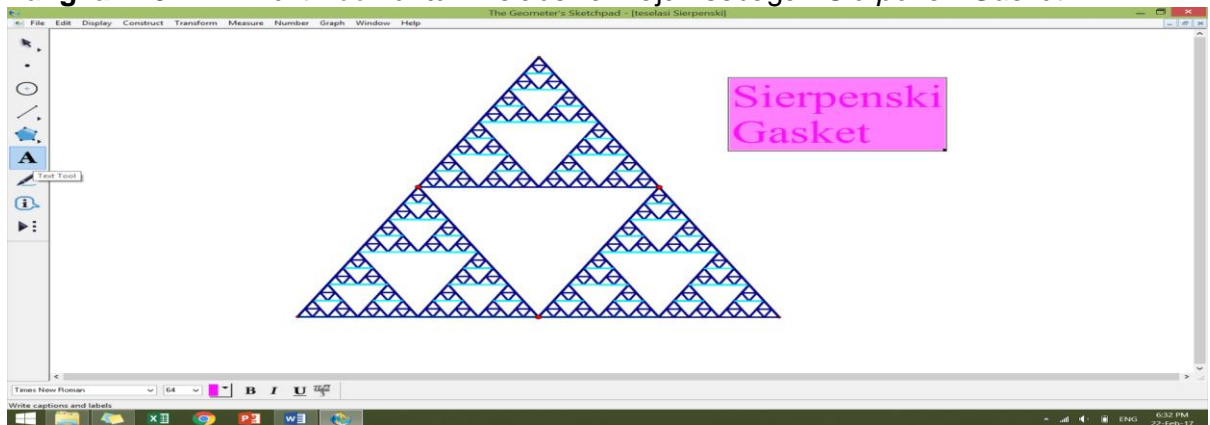 The Geometer's Sketchpad - [teselasi Sierpenski]
File Edit Display Construct Transform Measure Number Graph Window Help
Sierpenski
Gasket
A
Text Tool
Times New Roman 64 B I U
Write captions and labels
ENG 6:32 PM
22-Feb-17